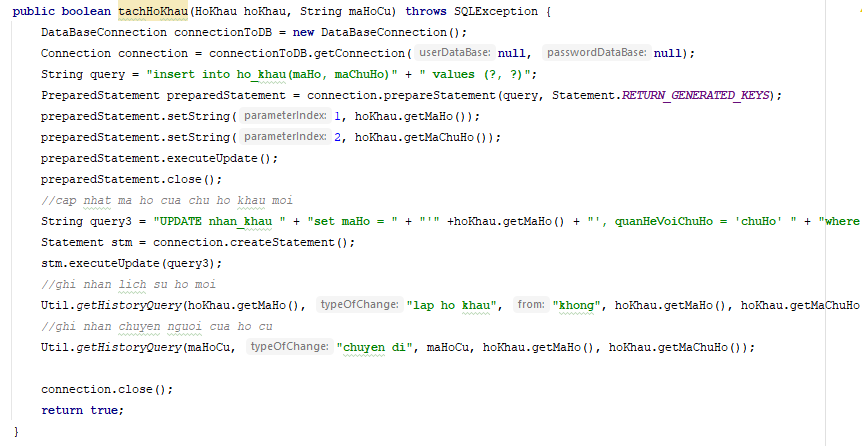 public boolean tachHoKhau(HoKhau hoKhau, String maHoCu) throws SQLException {
DataBaseConnection connectionToDB = new DataBaseConnection();
Connection connection = connectionToDB.getConnection( userDataBase: null, passwordDataBase: null);
String query = "insert into ho_khau(maHo, maChuHo)" + " values (?, ?)";
PreparedStatement preparedStatement = connection.prepareStatement(query, Statement.RETURN_GENERATED_KEYS);
preparedStatement.setString( parameterIndex: 1, hoKhau.getMaHo());
preparedStatement.setString( parameterIndex: 2, hoKhau.getMaChuHo());
preparedStatement.executeUpdate();
preparedStatement.close();
//cap nhat ma ho cua chu ho khau moi
String query3 = "UPDATE nhan_khau " + "set maHo = " + "'" +hoKhau.getMaHo() + "', quanHeVoiChuHo = 'chuHo' " + "where
Statement stm = connection.createStatement();
stm.executeUpdate(query3);
//ghi nhan lich su ho moi
Util.getHistoryQuery(hoKhau.getMaHo(), typeOfChange: "lap ho khau", from: "khong", hoKhau.getMaHo(), hoKhau.getMaChuHo
//ghi nhan chuyen nguoi cua ho cu
Util.getHistoryQuery(maHoCu, typeOfChange: "chuyen di", maHoCu, hoKhau.getMaHo(), hoKhau.getMaChuHo());
connection.close();
return true;
}